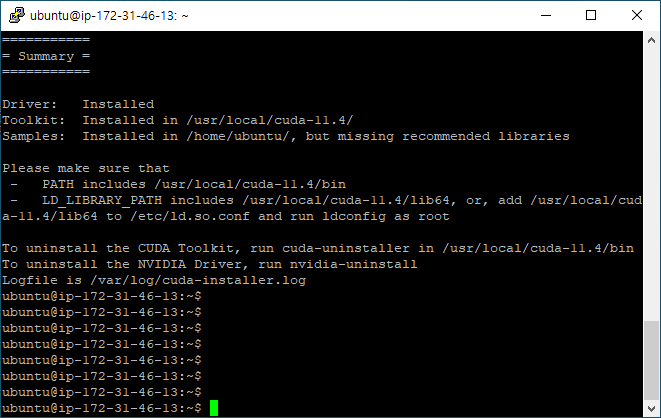 ubuntu@ip-172-31-46-13: ~
===========
= Summary =
===========
Driver:   Installed
Toolkit:  Installed in /usr/local/cuda-11.4/
Samples:  Installed in /home/ubuntu/, but missing recommended libraries
Please make sure that
 -   PATH includes /usr/local/cuda-11.4/bin
 -   LD_LIBRARY_PATH includes /usr/local/cuda-11.4/lib64, or, add /usr/local/cud
a-11.4/lib64 to /etc/ld.so.conf and run ldconfig as root
To uninstall the CUDA Toolkit, run cuda-uninstaller in /usr/local/cuda-11.4/bin
To uninstall the NVIDIA Driver, run nvidia-uninstall
Logfile is /var/log/cuda-installer.log
ubuntu@ip-172-31-46-13:~$
ubuntu@ip-172-31-46-13:~$
ubuntu@ip-172-31-46-13:~$
ubuntu@ip-172-31-46-13:~$
ubuntu@ip-172-31-46-13:~$
ubuntu@ip-172-31-46-13:~$
ubuntu@ip-172-31-46-13:~$
ubuntu@ip-172-31-46-13:~$